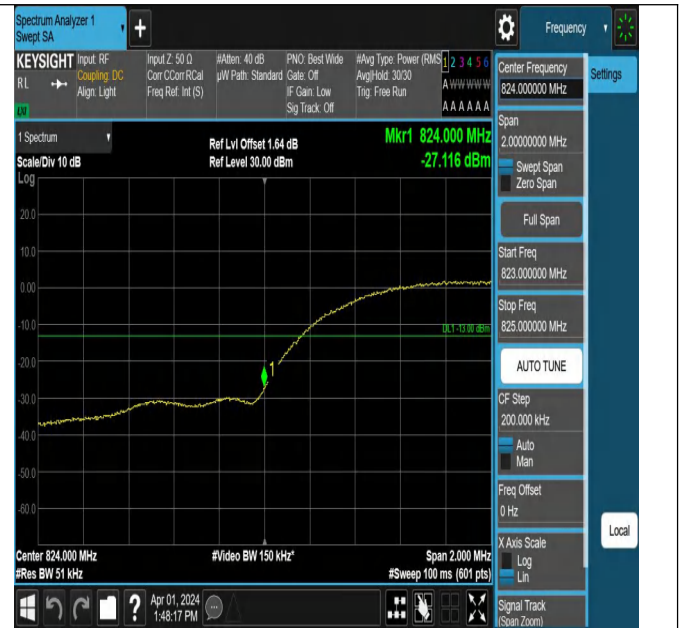 Spectrum Analyzer 1
Swept SA
+
Frequency
KEYSIGHT
RL
Input: RF
Coupling: DC
Align: Light
Input Z: 50 Ω
Corr CCorr RCal
Freq Ref: Int (S)
#Atten: 40 dB
µW Path: Standard
PNO: Best Wide
Gate: Off
IF Gain: Low
Sig Track: Off
#Avg Type: Power (RMS
Avg|Hold: 30/30
Trig: Free Run
1 2 3 4 5 6
A W W W W W
A A A A A A
LXI
1 Spectrum
Scale/Div 10 dB
Log
Ref Lvl Offset 1.64 dB
Ref Level 30.00 dBm
Mkr1 824.000 MHz
-27.116 dBm
20.0
10.0
0.00
-10.0
-20.0
-30.0
-40.0
-50.0
-60.0
DL1 -13.00 dBm
1
Center 824.000 MHz
#Res BW 51 kHz
#Video BW 150 kHz*
Span 2.000 MHz
#Sweep 100 ms (601 pts)
?
Apr 01, 2024
1:48:17 PM
Center Frequency
824.000000 MHz
Span
2.00000000 MHz
Swept Span
Zero Span
Full Span
Start Freq
823.000000 MHz
Stop Freq
825.000000 MHz
AUTO TUNE
CF Step
200.000 kHz
Auto
Man
Freq Offset
0 Hz
X Axis Scale
Log
Lin
Signal Track
(Span Zoom)
Settings
Local